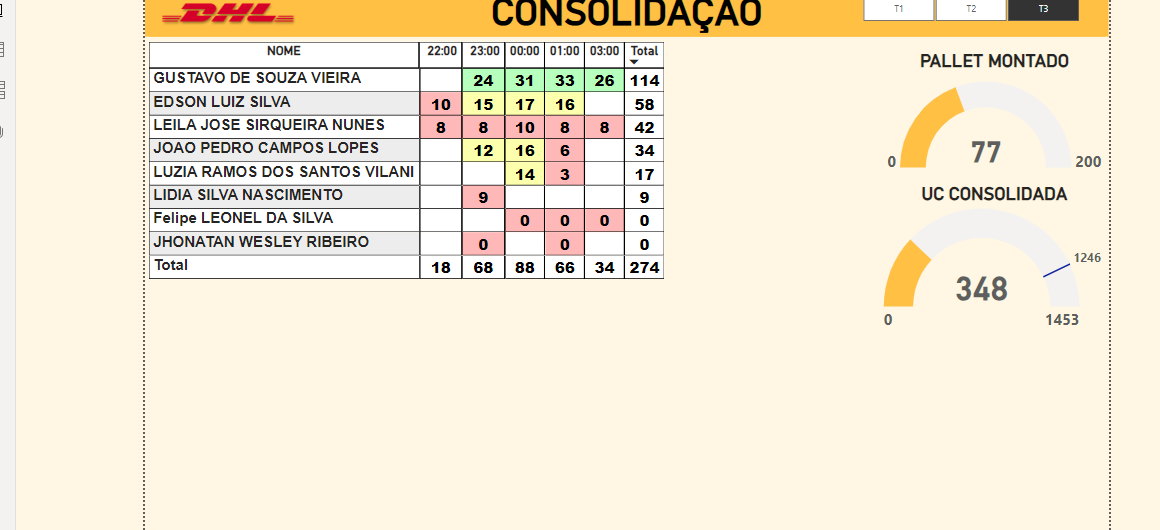 DHL
CONSOLIDAÇÃO
T1 T2 T3
NOME 22:00 23:00 00:00 01:00 03:00 Total
GUSTAVO DE SOUZA VIEIRA 24 31 33 26 114
EDSON LUIZ SILVA 10 15 17 16 58
LEILA JOSE SIRQUEIRA NUNES 8 8 10 8 8 42
JOAO PEDRO CAMPOS LOPES 12 16 6 34
LUZIA RAMOS DOS SANTOS VILANI 14 3 17
LIDIA SILVA NASCIMENTO 9 9
Felipe LEONEL DA SILVA 0 0 0 0
JHONATAN WESLEY RIBEIRO 0 0 0
Total 18 68 88 66 34 274
PALLET MONTADO
77
0 200
UC CONSOLIDADA
1246
348
0 1453